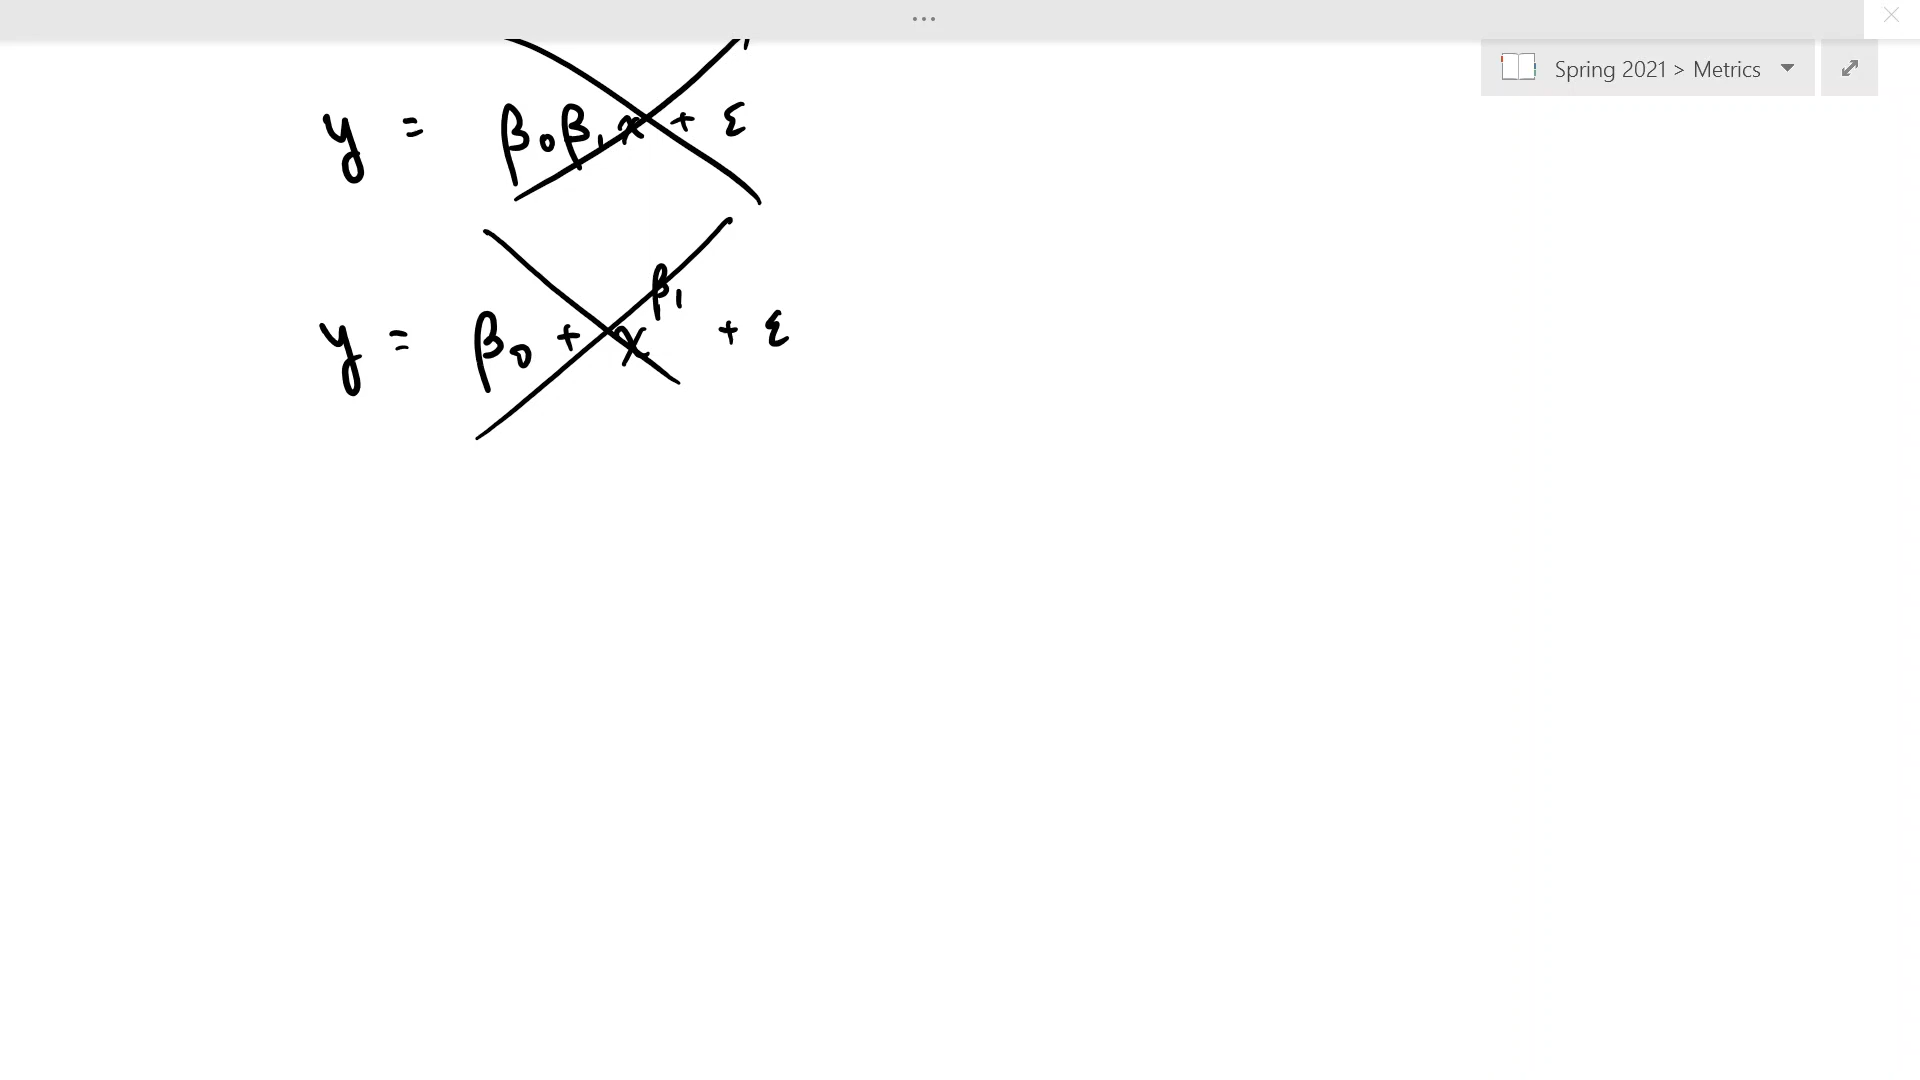 Spring 2021 > Metrics
y = β₀β₁x + ε
y = β₀ + x^β₁ + ε